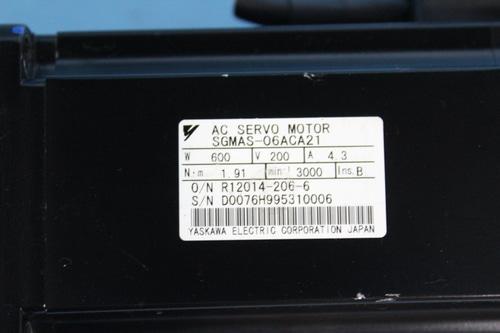 AC SERVO MOTOR
SGMAS-06ACA21
W 600 V 200 A 4.3
N·m 1.91 min⁻¹ 3000 Ins. B
O/N R12014-206-6
S/N D0076H995310006
YASKAWA ELECTRIC CORPORATION JAPAN